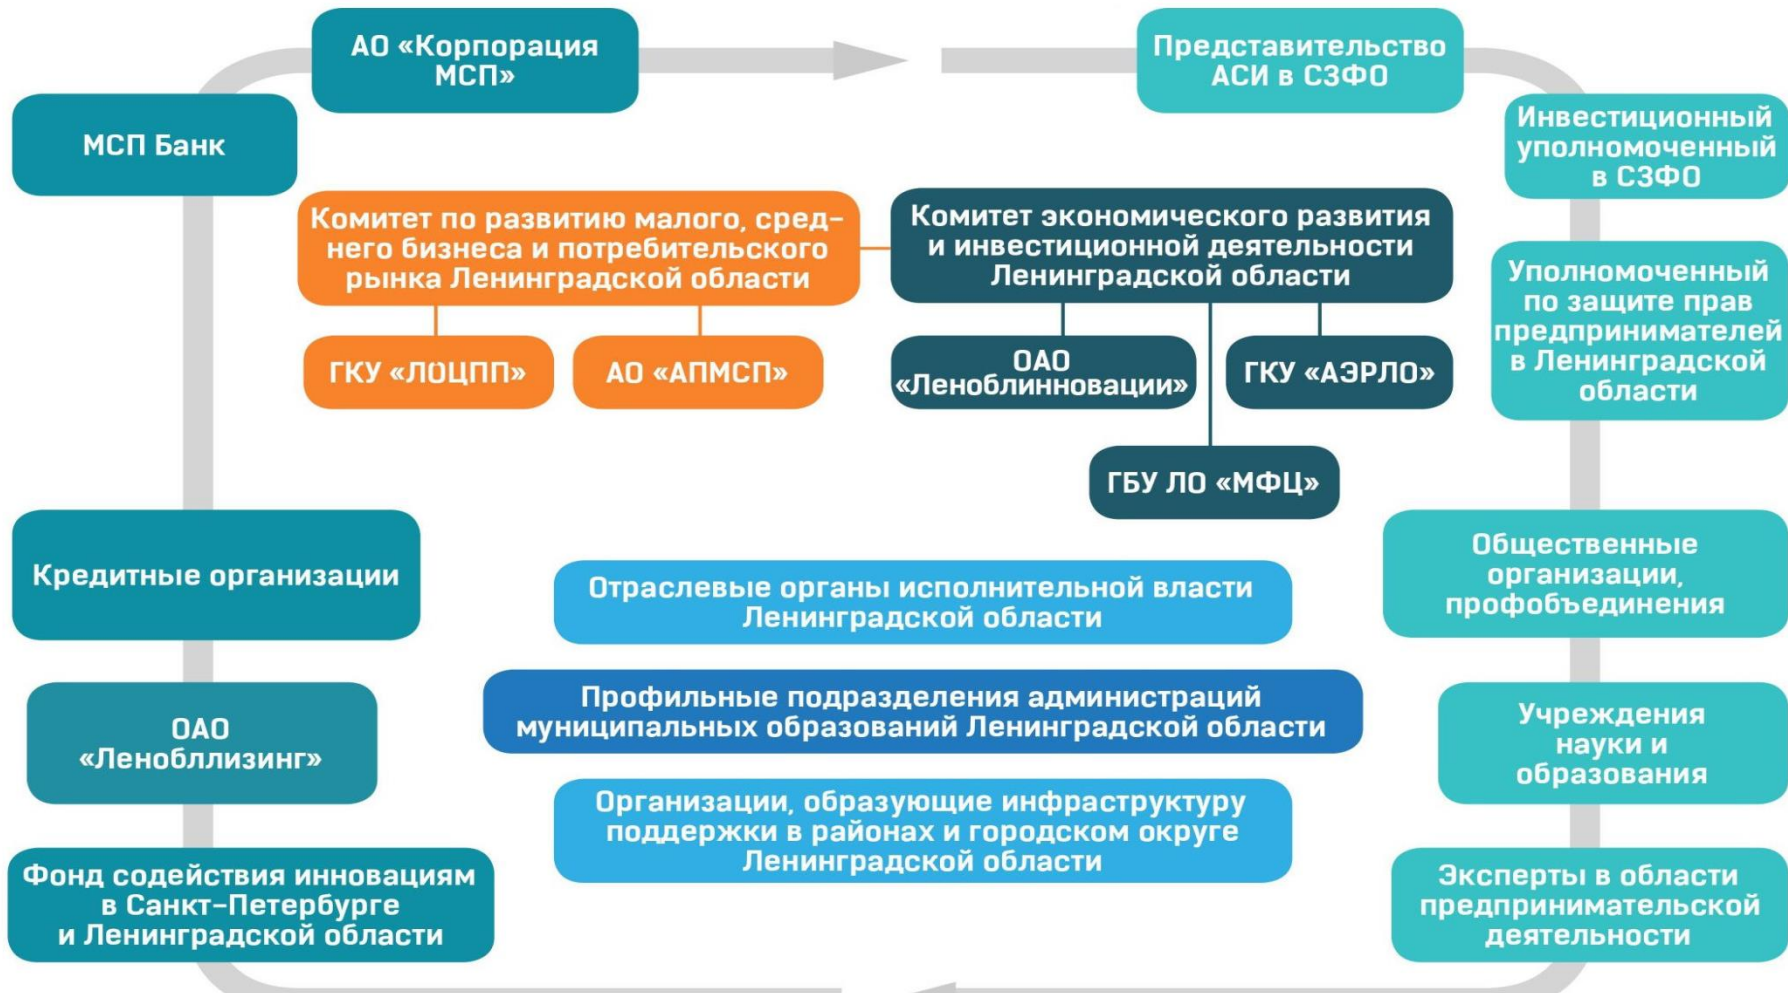 АО «Корпорация
МСП»
Представительство
АСИ в СЗФО
МСП Банк
Инвестиционный
уполномоченный
в СЗФО
Комитет по развитию малого, сред-
него бизнеса и потребительского
рынка Ленинградской области
Комитет экономического развития
и инвестиционной деятельности
Ленинградской области
Уполномоченный
по защите прав
предпринимателей
в Ленинградской
области
ГКУ «ЛОЦПП»
АО «АПМСП»
ОАО
«Леноблинновации»
ГКУ «АЭРЛО»
ГБУ ЛО «МФЦ»
Кредитные организации
Отраслевые органы исполнительной власти
Ленинградской области
Общественные
организации,
профобъединения
ОАО
«Ленобллизинг»
Профильные подразделения администраций
муниципальных образований Ленинградской области
Учреждения
науки и
образования
Организации, образующие инфраструктуру
поддержки в районах и городском округе
Ленинградской области
Фонд содействия инновациям
в Санкт-Петербурге
и Ленинградской области
Эксперты в области
предпринимательской
деятельности